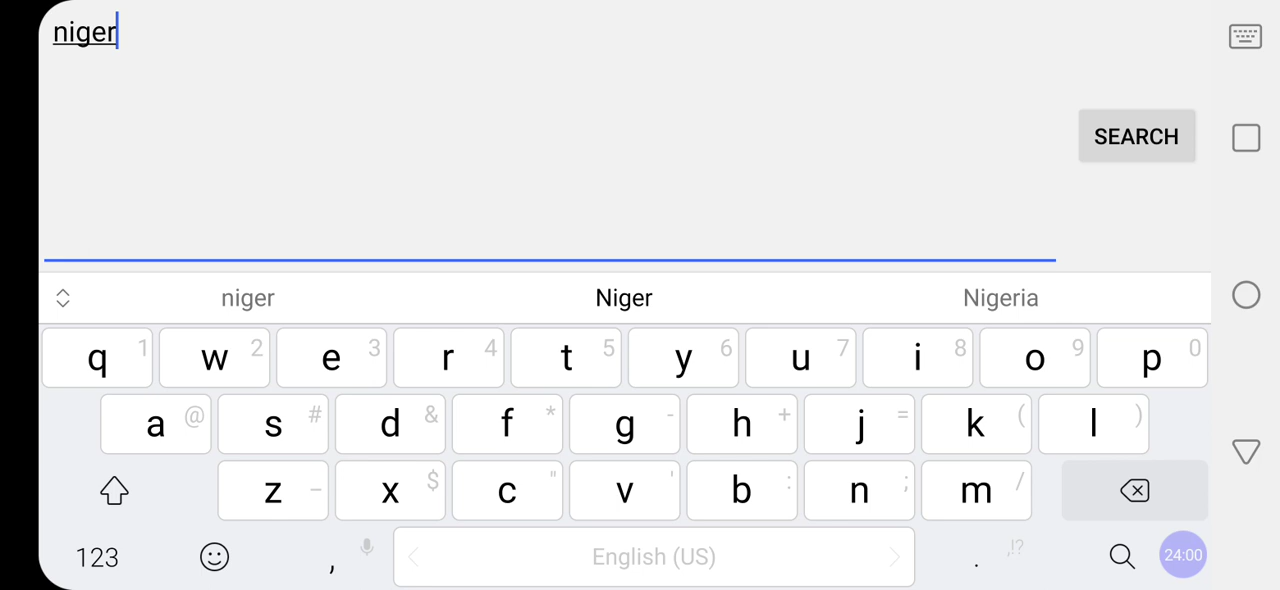 niger
SEARCH
niger Niger Nigeria
q 1 w 2 e 3 r 4 t 5 y 6 u 7 i 8 o 9 p 0
a @ s # d & f * g - h + j = k ( l )
z _ x $ c " v ' b : n ; m /
123 , English (US) . ,!? 24:00